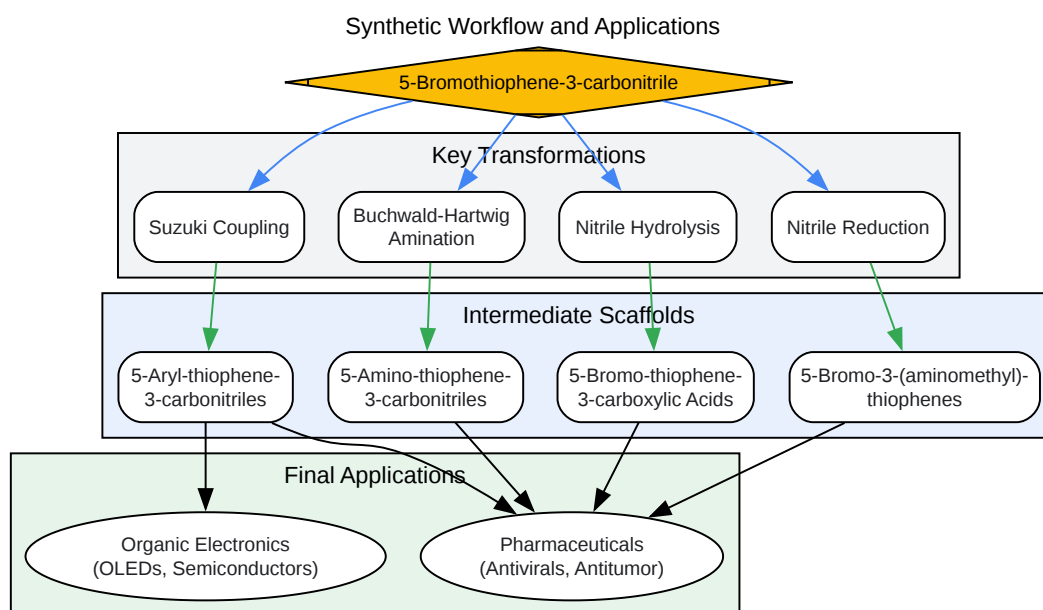 Synthetic Workflow and Applications
5-Bromothiophene-3-carbonitrile
Key Transformations
Suzuki Coupling
Buchwald-Hartwig
Amination
Nitrile Hydrolysis
Nitrile Reduction
Intermediate Scaffolds
5-Aryl-thiophene-
3-carbonitriles
5-Amino-thiophene-
3-carbonitriles
5-Bromo-thiophene-
3-carboxylic Acids
5-Bromo-3-(aminomethyl)-
thiophenes
Final Applications
Organic Electronics
(OLEDs, Semiconductors)
Pharmaceuticals
(Antivirals, Antitumor)